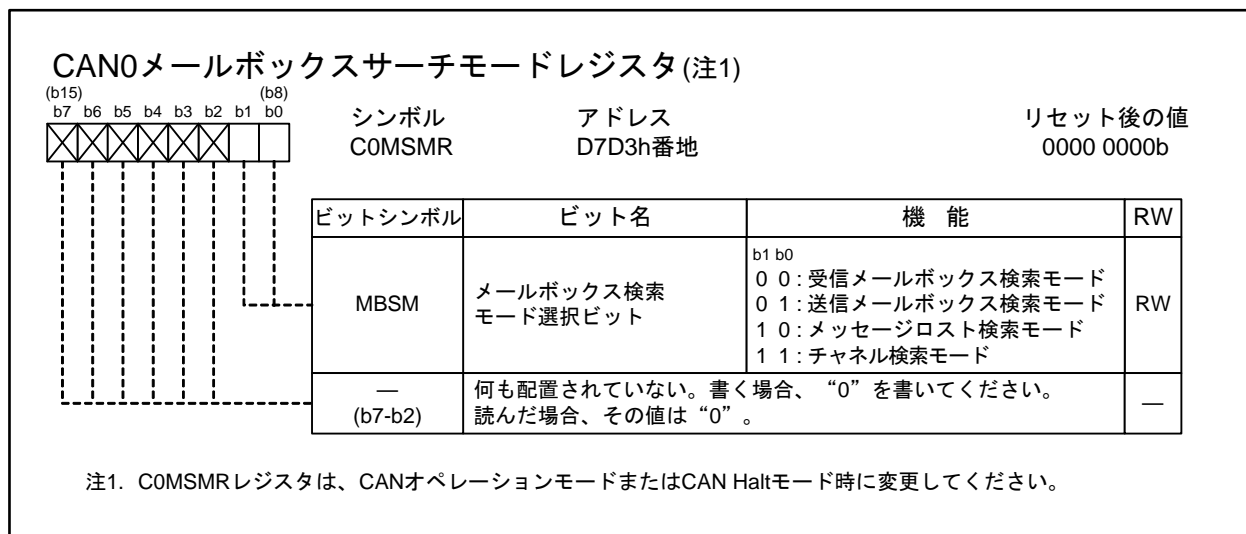 CAN0メールボックスサーチモードレジスタ(注1)
(b15) (b8)
b7 b6 b5 b4 b3 b2 b1 b0
シンボル アドレス リセット後の値
C0MSMR D7D3h番地 0000 0000b
ビットシンボル ビット名 機 能 RW
MBSM
メールボックス検索
モード選択ビット
b1 b0
0 0 : 受信メールボックス検索モード
0 1 : 送信メールボックス検索モード
1 0 : メッセージロスト検索モード
1 1 : チャネル検索モード
RW
—
(b7-b2)
何も配置されていない。書く場合、“0”を書いてください。
読んだ場合、その値は“0”。
—
注1. C0MSMRレジスタは、CANオペレーションモードまたはCAN Haltモード時に変更してください。